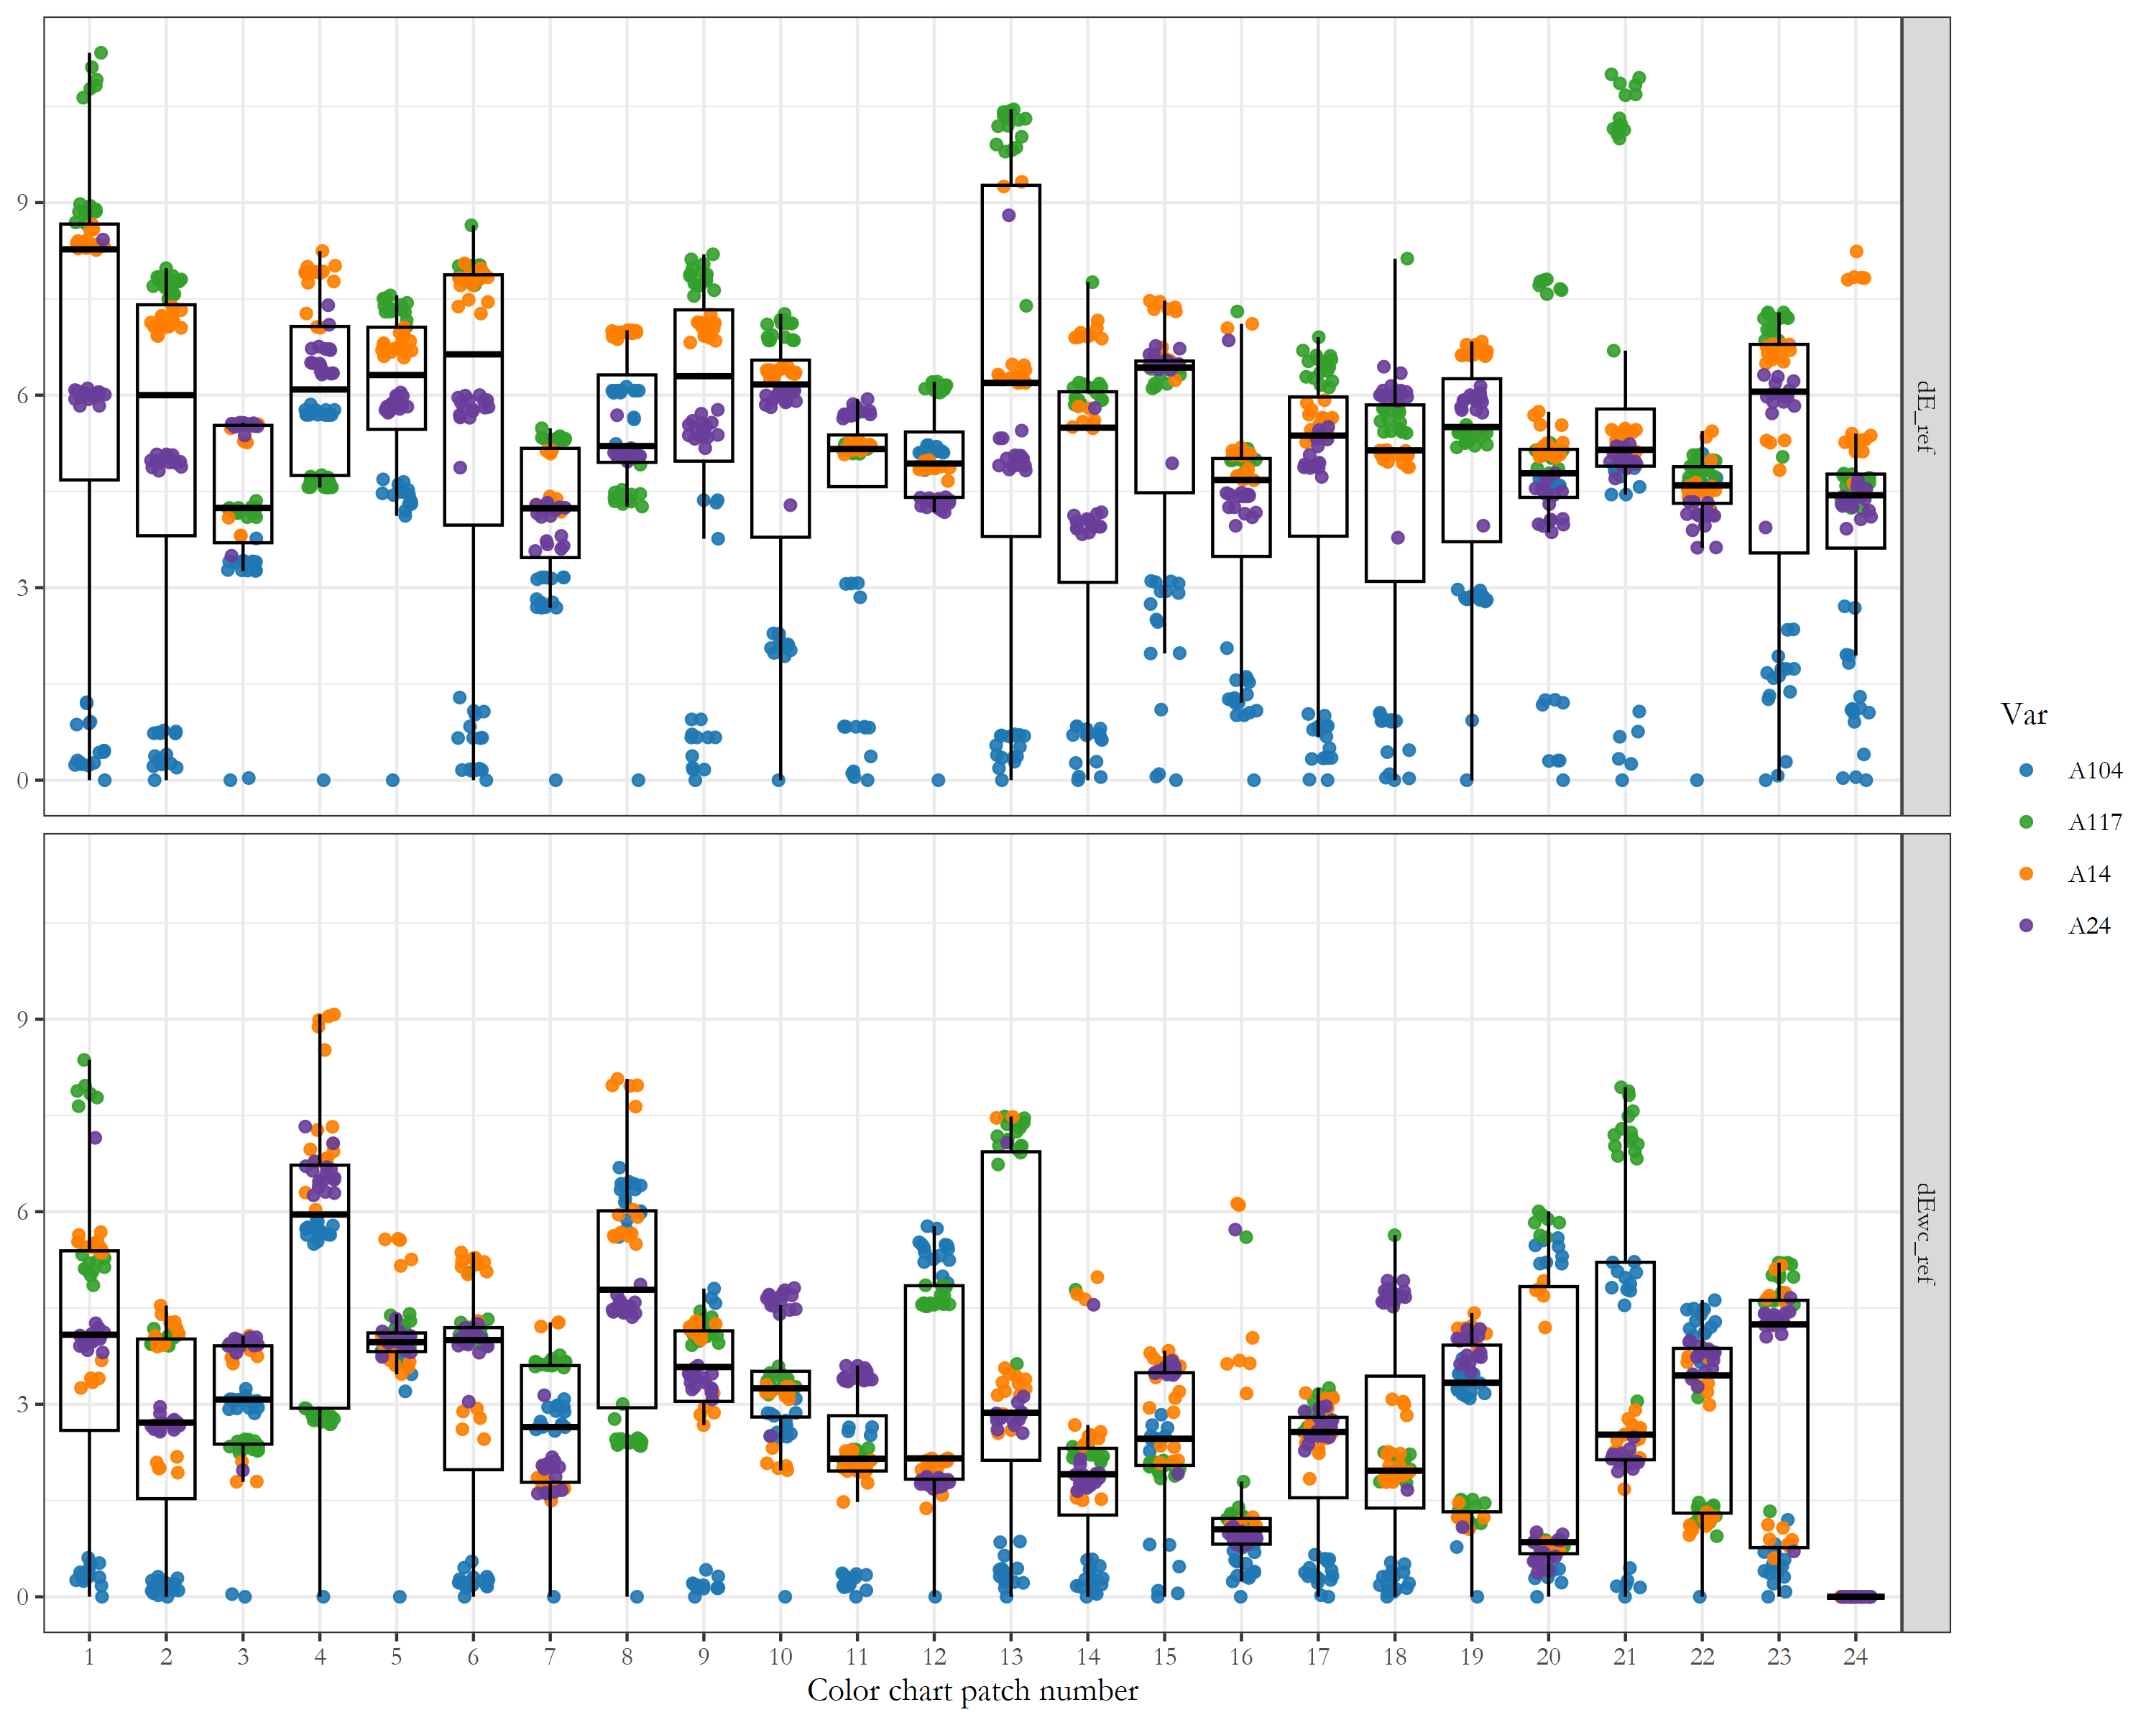 9
6
3
0
dE_ref
9
6
3
0
dEwc_ref
1 2 3 4 5 6 7 8 9 10 11 12 13 14 15 16 17 18 19 20 21 22 23 24
Color chart patch number
Var
A104
A117
A14
A24